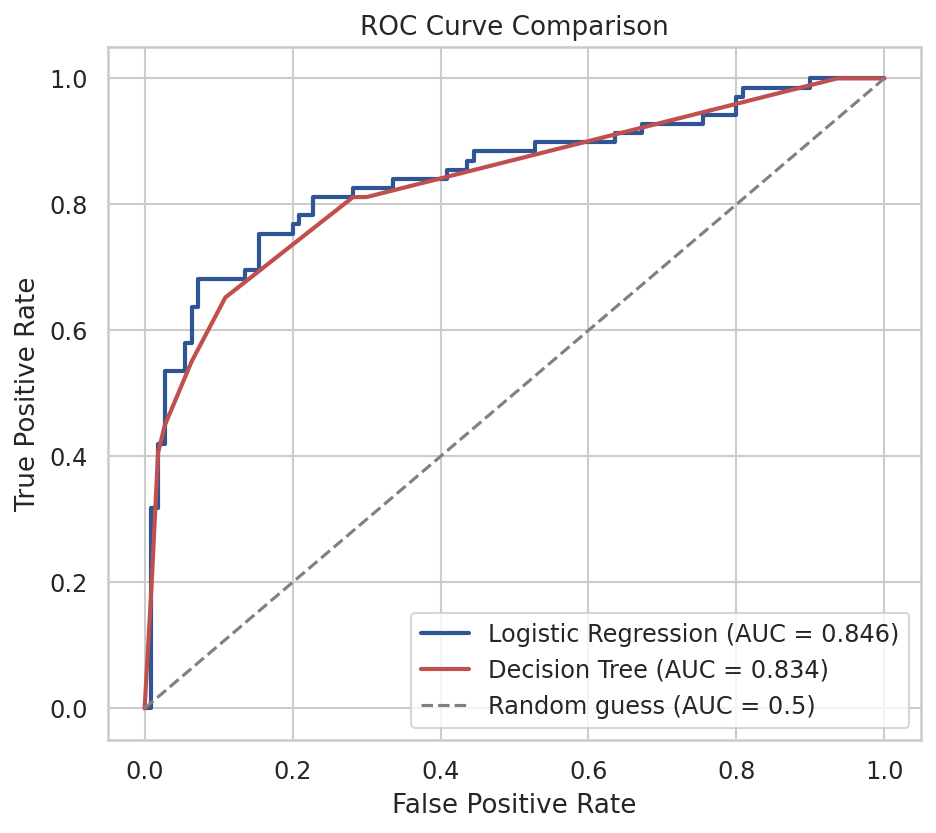 ROC Curve Comparison
True Positive Rate
1.0
0.8
0.6
0.4
0.2
0.0
Logistic Regression (AUC = 0.846)
Decision Tree (AUC = 0.834)
Random guess (AUC = 0.5)
0.0 0.2 0.4 0.6 0.8 1.0
False Positive Rate